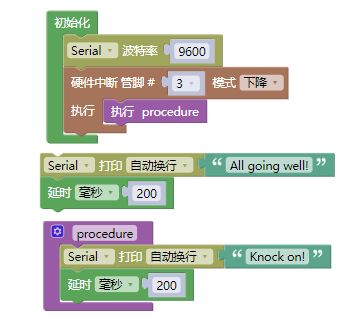 初始化
Serial 波特率 9600
硬件中断 管脚 # 3 模式 下降
执行 执行 procedure
Serial 打印 自动换行 “ All going well! ”
延时 毫秒 200
procedure
Serial 打印 自动换行 “ Knock on! ”
延时 毫秒 200